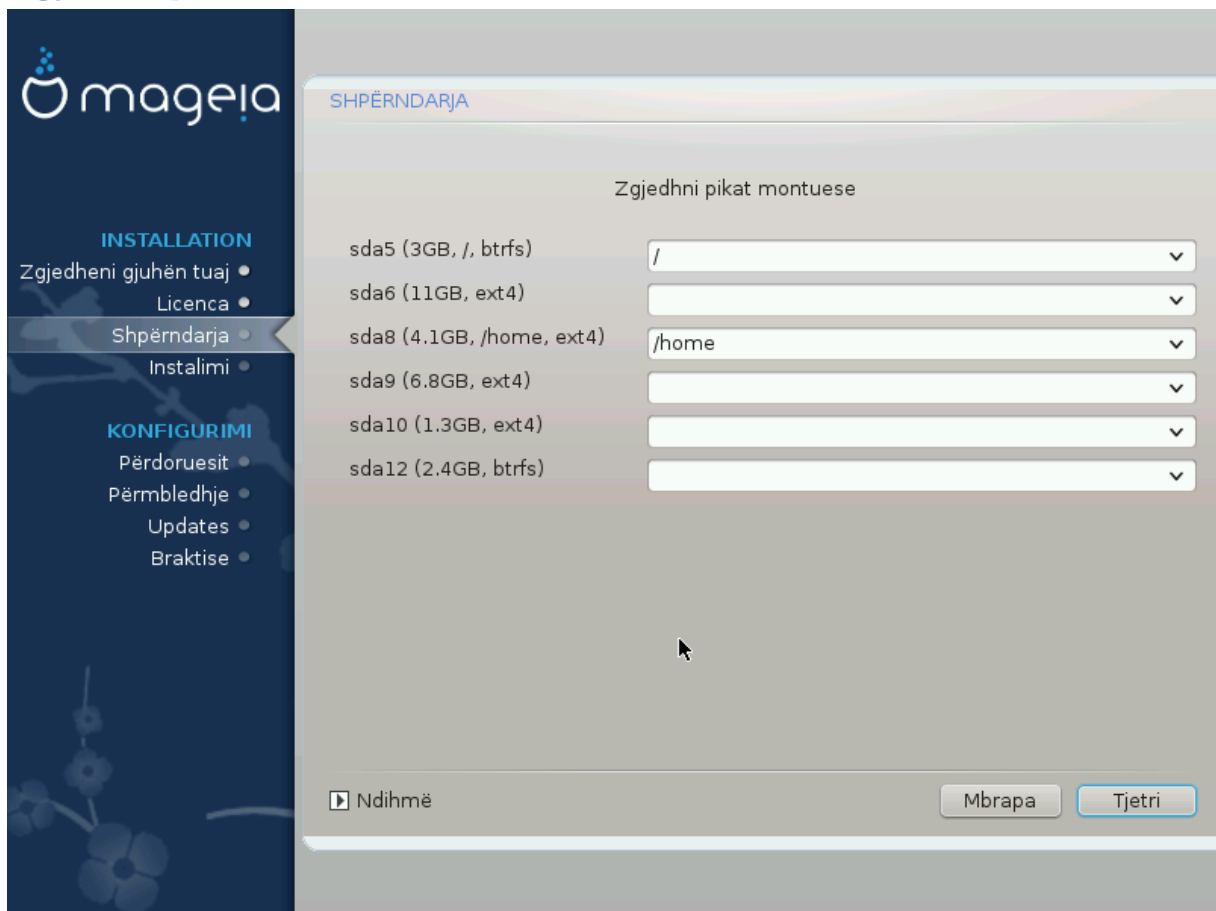 mageia
INSTALLATION
Zgjedheni gjuhën tuaj
Licenca
Shpërndarja
Instalimi
KONFIGURIMI
Përdoruesit
Përmbledhje
Updates
Braktise
SHPËRNDARJA
Zgjedhni pikat montuese
sda5 (3GB, /, btrfs) /
sda6 (11GB, ext4)
sda8 (4.1GB, /home, ext4) /home
sda9 (6.8GB, ext4)
sda10 (1.3GB, ext4)
sda12 (2.4GB, btrfs)
Ndihmë Mbrapa Tjetri